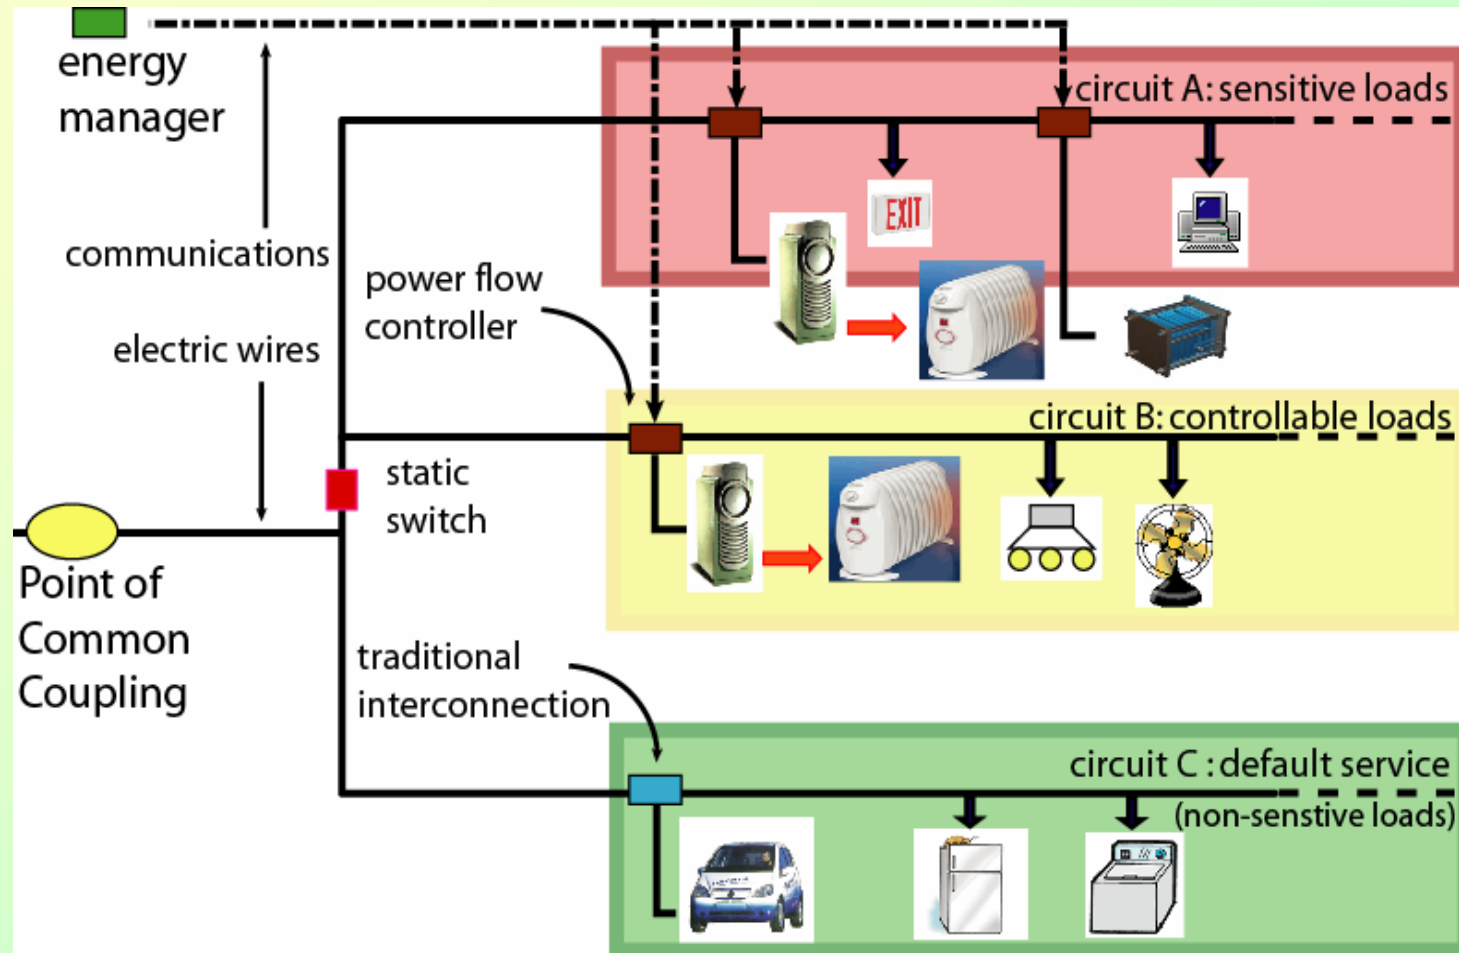 energy
manager
circuit A: sensitive loads
EXIT
communications
power flow
controller
electric wires
circuit B: controllable loads
static
switch
Point of
Common
Coupling
traditional
interconnection
circuit C : default service
(non-senstive loads)